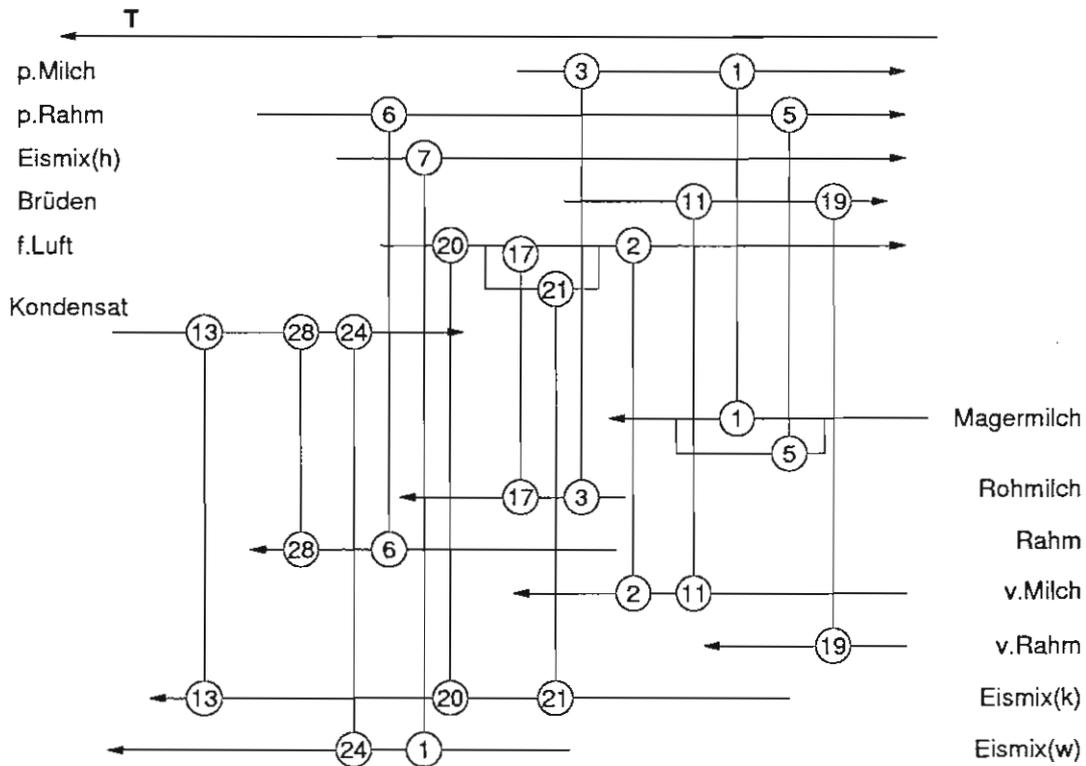 T
p.Milch 3 1
p.Rahm 6 5
Eismix(h) 7
Brüden 11 19
f.Luft 20 17 2
21
Kondensat
13 28 24
1 Magermilch
5
17 3 Rohmilch
28 6 Rahm
2 11 v.Milch
19 v.Rahm
13 20 21 Eismix(k)
24 1 Eismix(w)